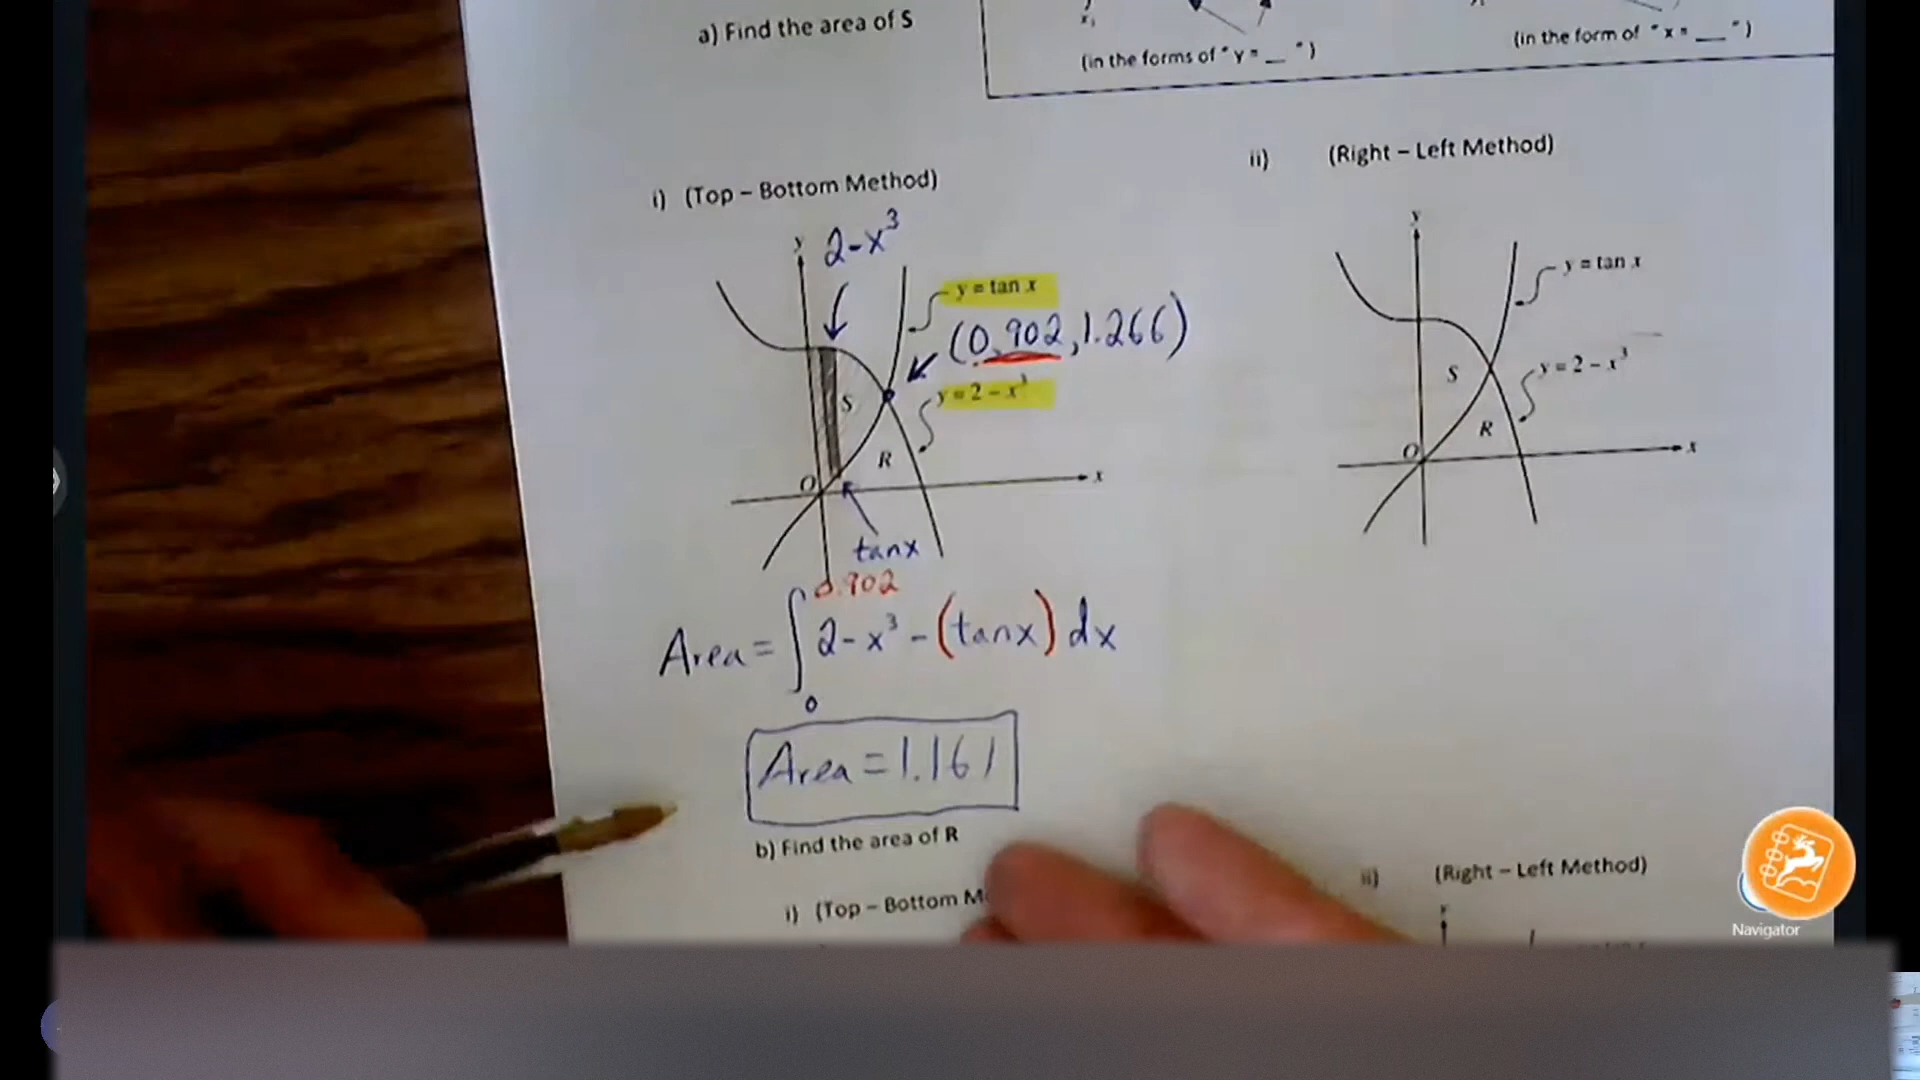 a) Find the area of S
(in the forms of "y = __ ")
(in the form of "x = __ ")
i) (Top – Bottom Method)
y
2-x³
y = tan x
(0.902, 1.266)
y = 2 – x³
S
R
O
x
tanx
0.902
Area = ∫ 2-x³ - (tanx) dx
0
Area = 1.161
ii) (Right – Left Method)
y
y = tan x
y = 2 – x³
S
R
O
x
b) Find the area of R
i) (Top – Bottom
ii) (Right – Left Method)
Navigator